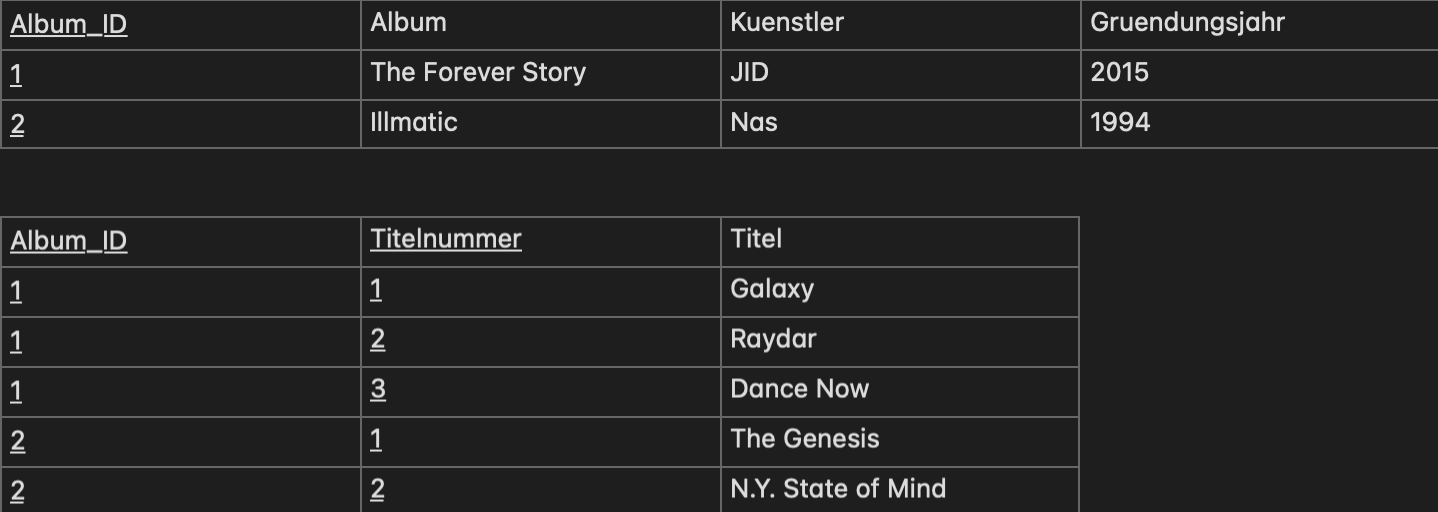 Album_ID Album Kuenstler Gruendungsjahr
1 The Forever Story JID 2015
2 Illmatic Nas 1994
Album_ID Titelnummer Titel
1 1 Galaxy
1 2 Raydar
1 3 Dance Now
2 1 The Genesis
2 2 N.Y. State of Mind